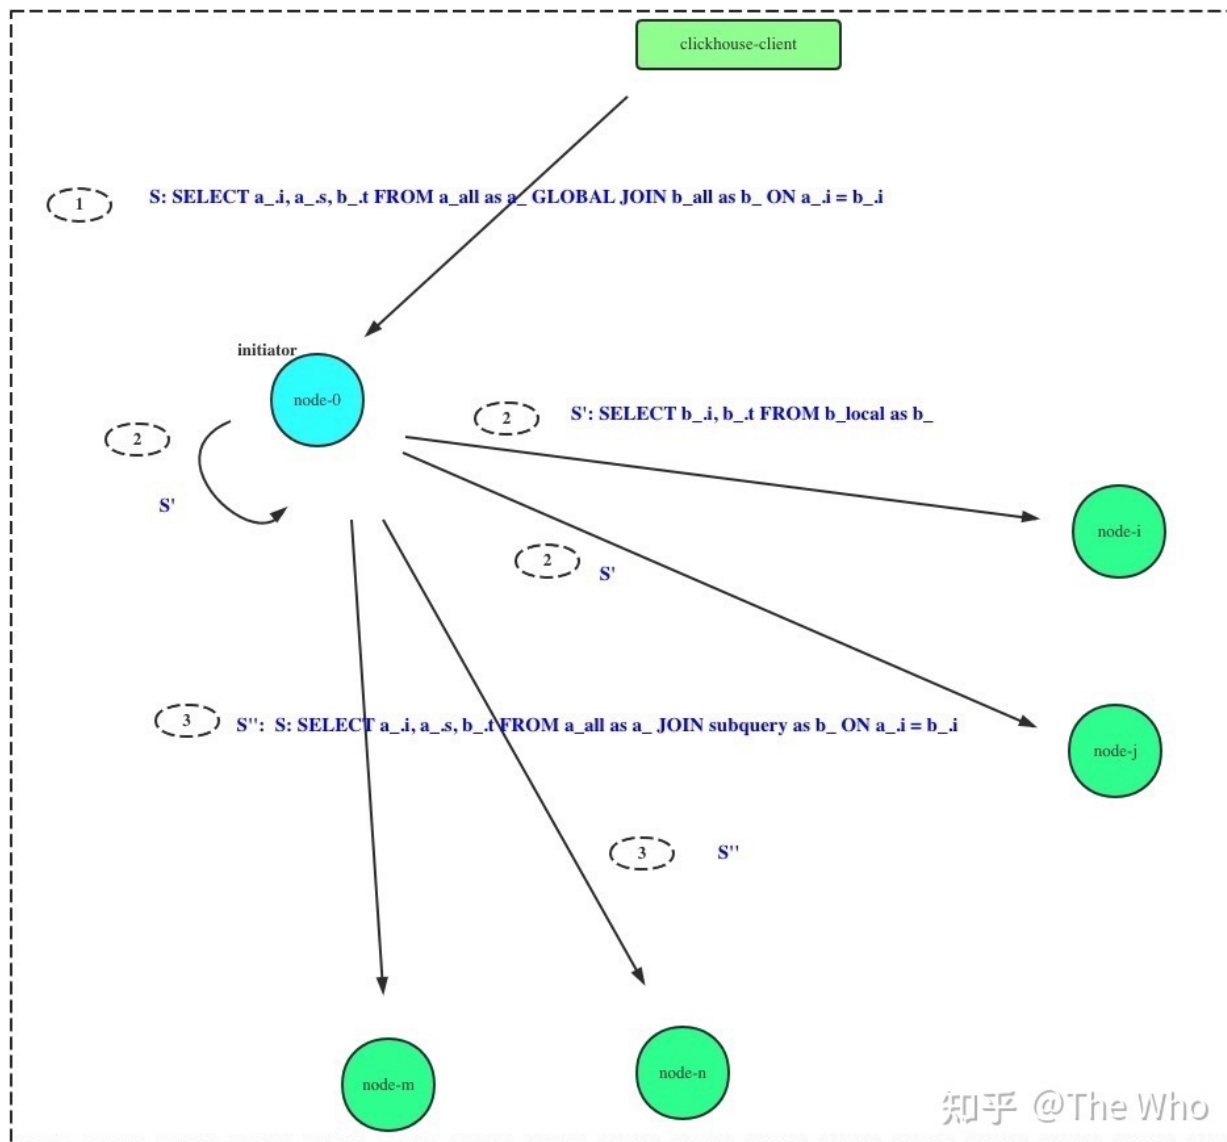 clickhouse-client
1
S: SELECT a_.i, a_.s, b_.t FROM a_all as a_ GLOBAL JOIN b_all as b_ ON a_.i = b_.i
initiator
node-0
2
S': SELECT b_.i, b_.t FROM b_local as b_
2
S'
node-i
2
S'
3
S'': S: SELECT a_.i, a_.s, b_.t FROM a_all as a_ JOIN subquery as b_ ON a_.i = b_.i
node-j
3
S''
node-m
node-n
知乎 @The Who